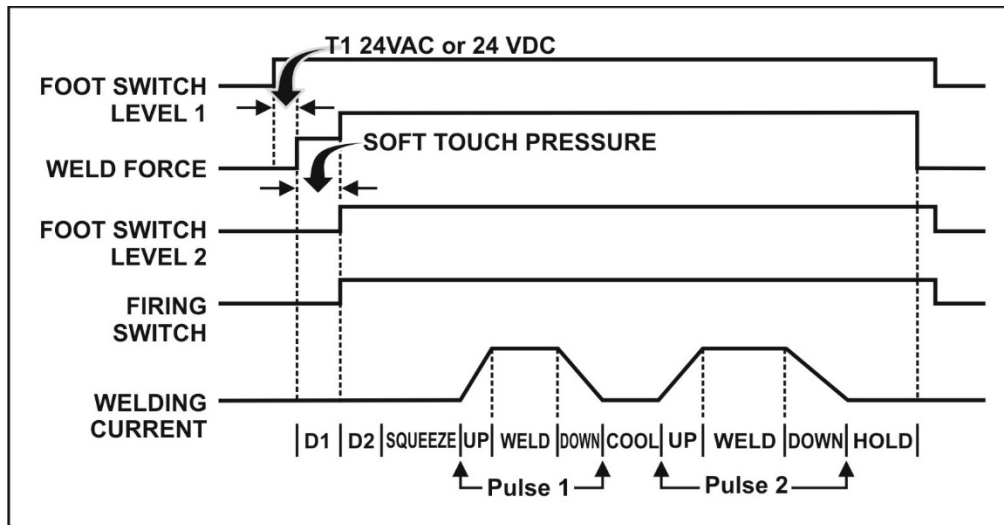 T1 24VAC or 24 VDC
FOOT SWITCH
LEVEL 1
SOFT TOUCH PRESSURE
WELD FORCE
FOOT SWITCH
LEVEL 2
FIRING
SWITCH
WELDING
CURRENT
D1 D2 SQUEEZE UP WELD DOWN COOL UP WELD DOWN HOLD
Pulse 1 Pulse 2